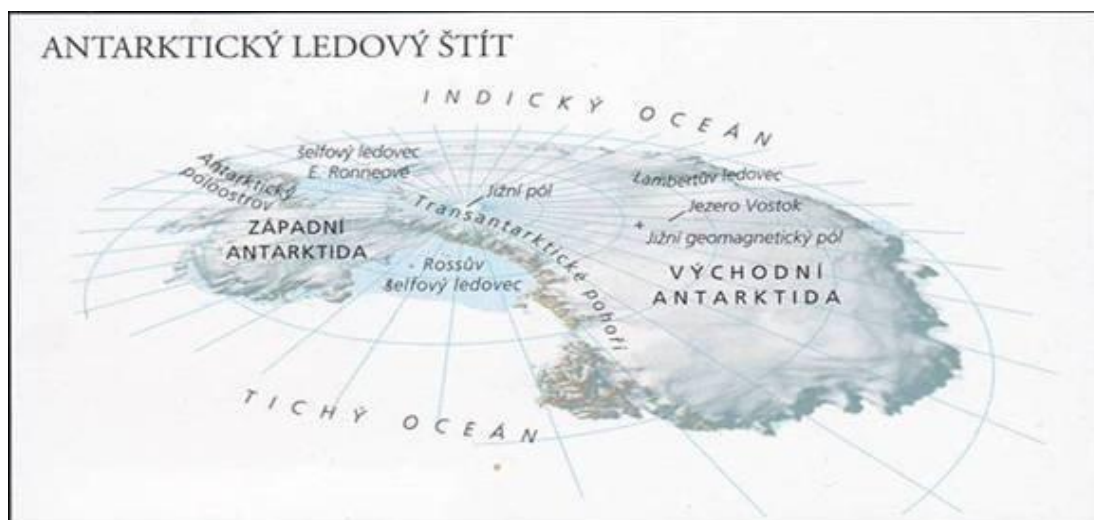 ANTARKTICKÝ LEDOVÝ ŠTÍT
INDICKÝ OCEÁN
šelfový ledovec
E. Ronneové
Antarktický
poloostrov
Jižní pól
Lambertův ledovec
Jezero Vostok
Jižní geomagnetický pól
Transantarktické pohoří
ZÁPADNÍ
ANTARKTIDA
Rossův
šelfový ledovec
VÝCHODNÍ
ANTARKTIDA
TICHÝ OCEÁN